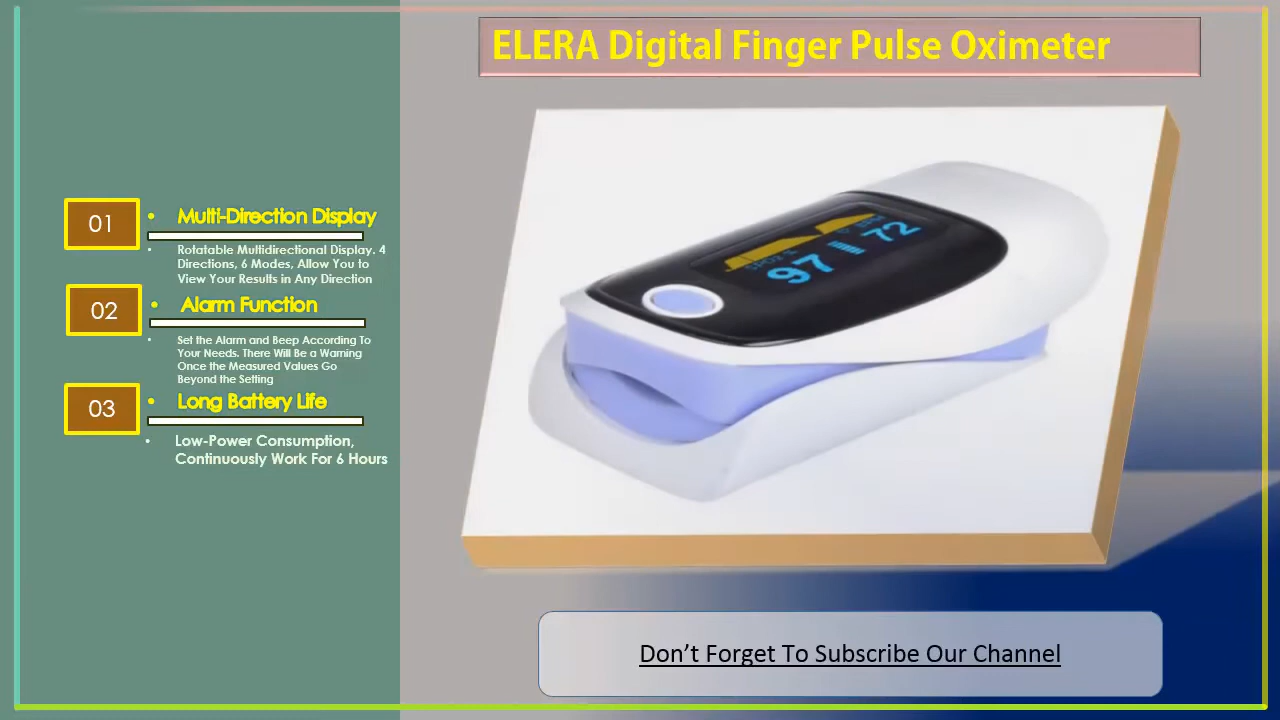 ELERA Digital Finger Pulse Oximeter
01
• Multi-Direction Display
• Rotatable Multidirectional Display. 4
Directions, 6 Modes, Allow You to
View Your Results in Any Direction
02
• Alarm Function
• Set the Alarm and Beep According To
Your Needs. There Will Be a Warning
Once the Measured Values Go
Beyond the Setting
03
• Long Battery Life
• Low-Power Consumption,
Continuously Work For 6 Hours
97 72
Don't Forget To Subscribe Our Channel